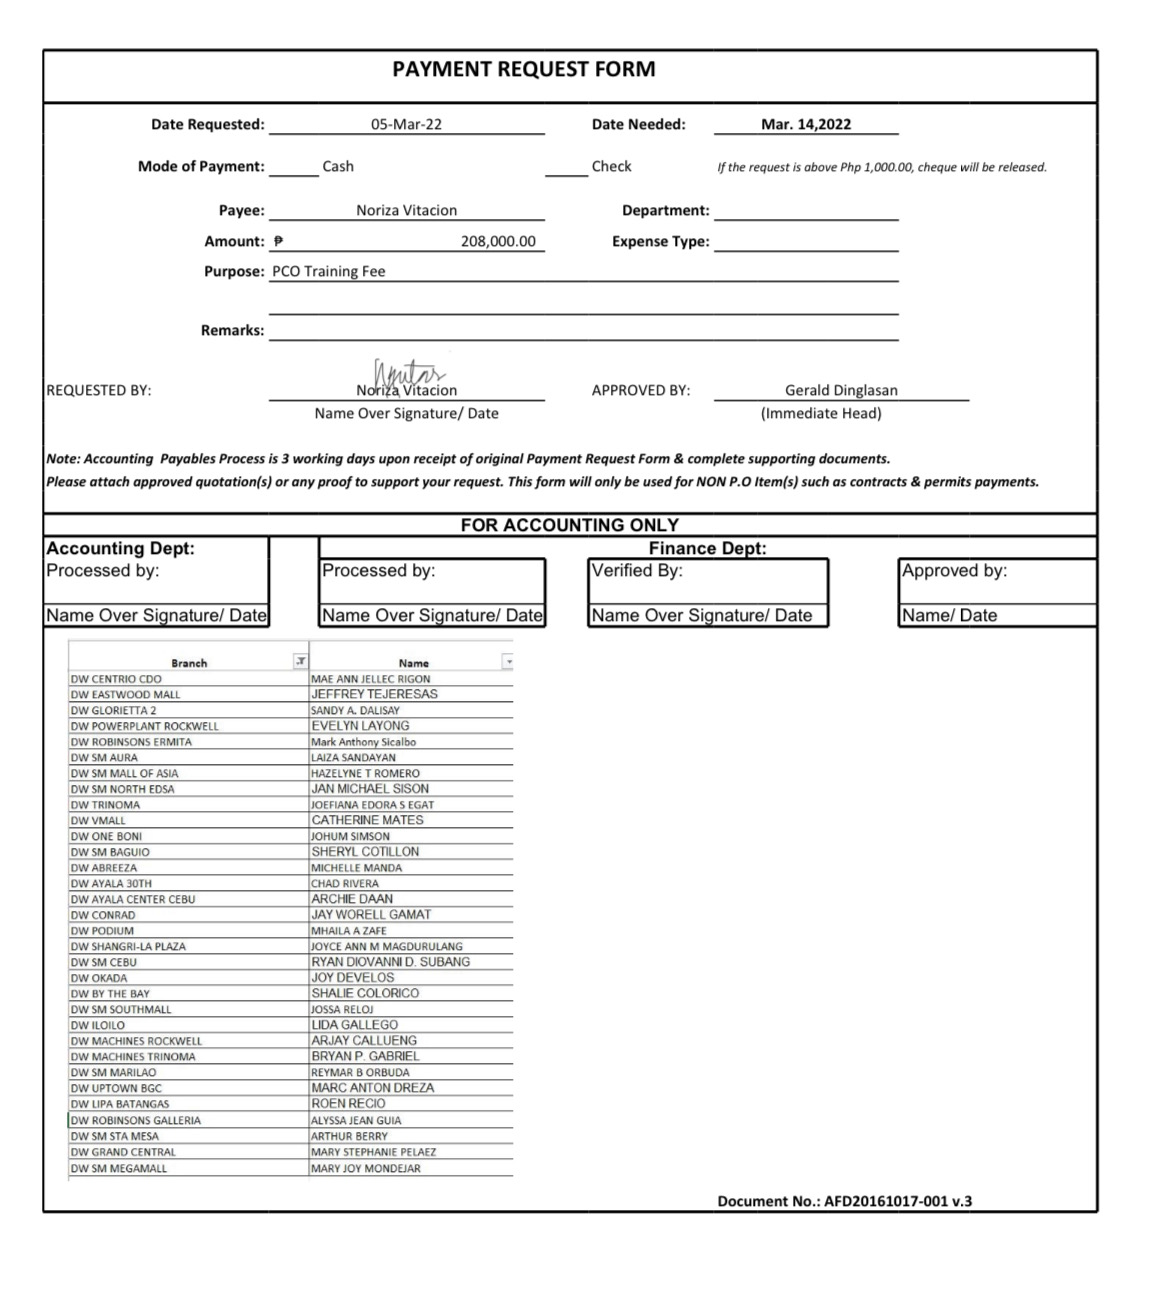 PAYMENT REQUEST FORM
Date Requested: 05-Mar-22 Date Needed: Mar. 14,2022
Mode of Payment: Cash Check If the request is above Php 1,000.00, cheque will be released.
Payee: Noriza Vitacion Department:
Amount: ₱ 208,000.00 Expense Type:
Purpose: PCO Training Fee
Remarks:
REQUESTED BY: Noriza Vitacion APPROVED BY: Gerald Dinglasan
Name Over Signature/ Date (Immediate Head)
Note: Accounting Payables Process is 3 working days upon receipt of original Payment Request Form & complete supporting documents.
Please attach approved quotation(s) or any proof to support your request. This form will only be used for NON P.O Item(s) such as contracts & permits payments.
FOR ACCOUNTING ONLY
Accounting Dept: Finance Dept:
Processed by: Processed by: Verified By: Approved by:
Name Over Signature/ Date Name Over Signature/ Date Name Over Signature/ Date Name/ Date
Branch Name
DW CENTRIO CDO MAE ANN JELLEC RIGON
DW EASTWOOD MALL JEFFREY TEJERESAS
DW GLORIETTA 2 SANDY A. DALISAY
DW POWERPLANT ROCKWELL EVELYN LAYONG
DW ROBINSONS ERMITA Mark Anthony Sicalbo
DW SM AURA LAIZA SANDAYAN
DW SM MALL OF ASIA HAZELYNE T ROMERO
DW SM NORTH EDSA JAN MICHAEL SISON
DW TRINOMA JOEFIANA EDORA S EGAT
DW VMALL CATHERINE MATES
DW ONE BONI JOHUM SIMSON
DW SM BAGUIO SHERYL COTILLON
DW ABREEZA MICHELLE MANDA
DW AYALA 30TH CHAD RIVERA
DW AYALA CENTER CEBU ARCHIE DAAN
DW CONRAD JAY WORELL GAMAT
DW PODIUM MHAILA A ZAFE
DW SHANGRI-LA PLAZA JOYCE ANN M MAGDURULANG
DW SM CEBU RYAN DIOVANNI D. SUBANG
DW OKADA JOY DEVELOS
DW BY THE BAY SHALIE COLORICO
DW SM SOUTHMALL JOSSA RELOJ
DW ILOILO LIDA GALLEGO
DW MACHINES ROCKWELL ARJAY CALLUENG
DW MACHINES TRINOMA BRYAN P. GABRIEL
DW SM MARILAO REYMAR B ORBUDA
DW UPTOWN BGC MARC ANTON DREZA
DW LIPA BATANGAS ROEN RECIO
DW ROBINSONS GALLERIA ALYSSA JEAN GUIA
DW SM STA MESA ARTHUR BERRY
DW GRAND CENTRAL MARY STEPHANIE PELAEZ
DW SM MEGAMALL MARY JOY MONDEJAR
Document No.: AFD20161017-001 v.3